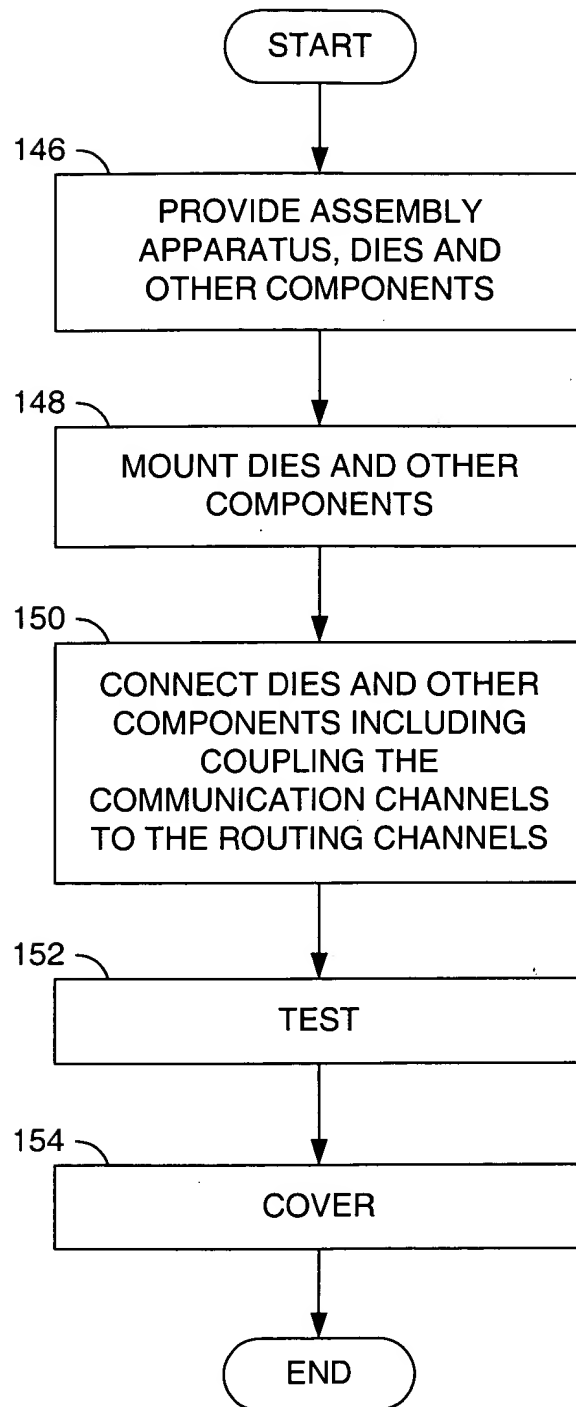 START
146
PROVIDE ASSEMBLY
APPARATUS, DIES AND
OTHER COMPONENTS
148
MOUNT DIES AND OTHER
COMPONENTS
150
CONNECT DIES AND OTHER
COMPONENTS INCLUDING
COUPLING THE
COMMUNICATION CHANNELS
TO THE ROUTING CHANNELS
152
TEST
154
COVER
END